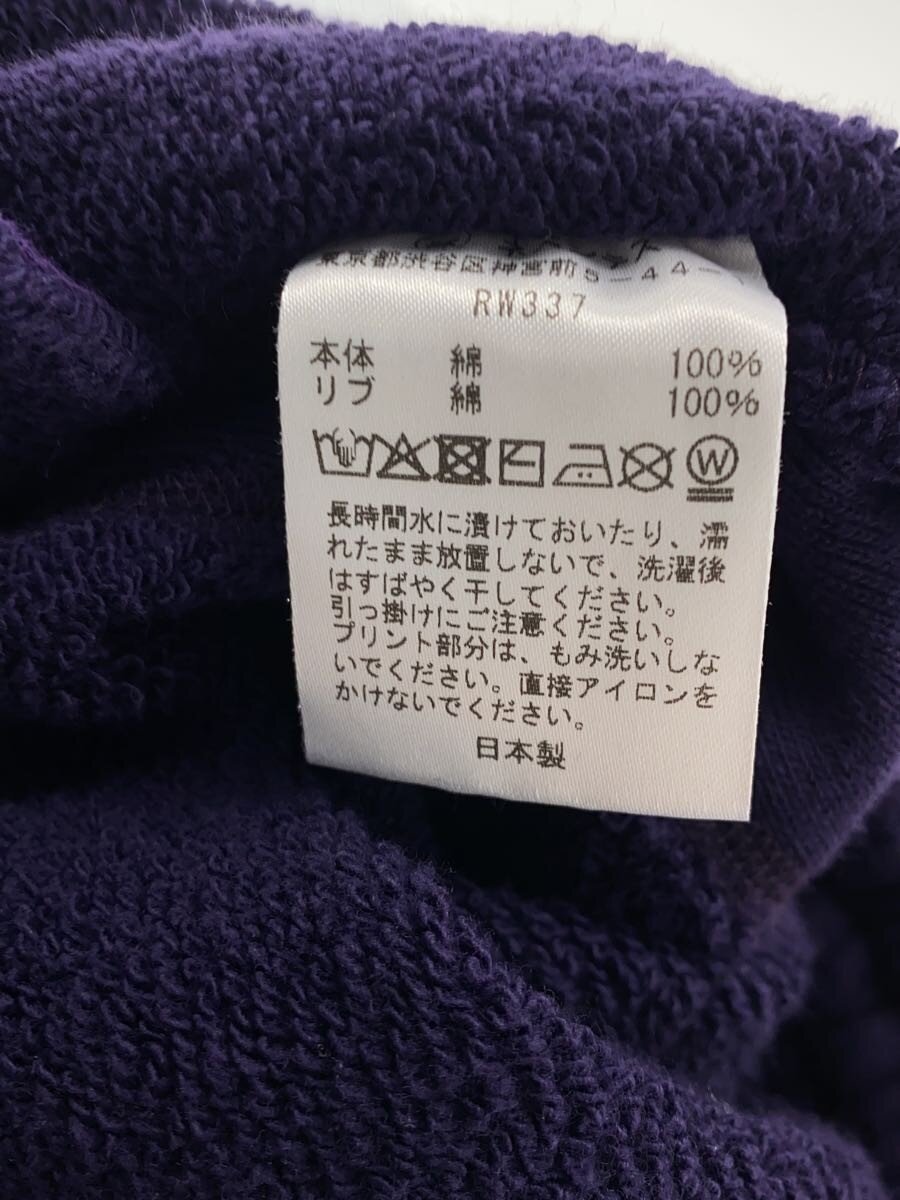 東京都渋谷区神宮前5-44-
RW337
本体 綿 100%
リブ 綿 100%
W
長時間水に漬けておいたり、濡
れたまま放置しないで、洗濯後
はすばやく干してください。
引っ掛けにご注意ください。
プリント部分は、もみ洗いしな
いでください。直接アイロンを
かけないでください。
日本製